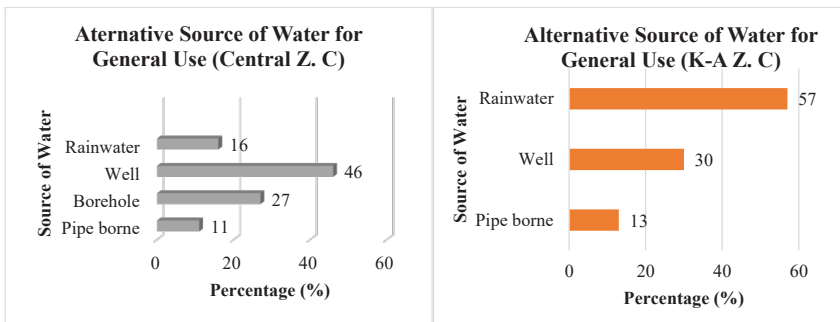 Aternative Source of Water for
General Use (Central Z. C)
Source of Water
Rainwater
16
Well
46
Borehole
27
Pipe borne
11
0 20 40 60
Percentage (%)
Alternative Source of Water for
General Use (K-A Z. C)
Source of Water
Rainwater
57
Well
30
Pipe borne
13
0 20 40 60
Percentage (%)